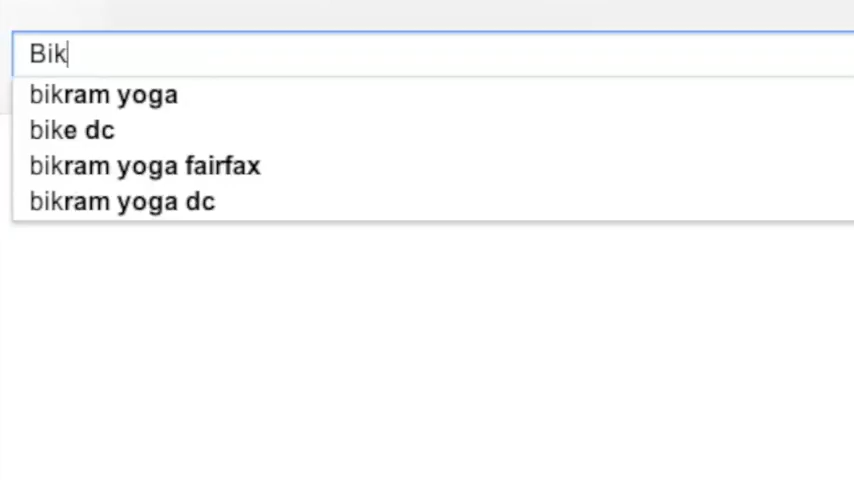 Bik
bikram yoga
bike dc
bikram yoga fairfax
bikram yoga dc